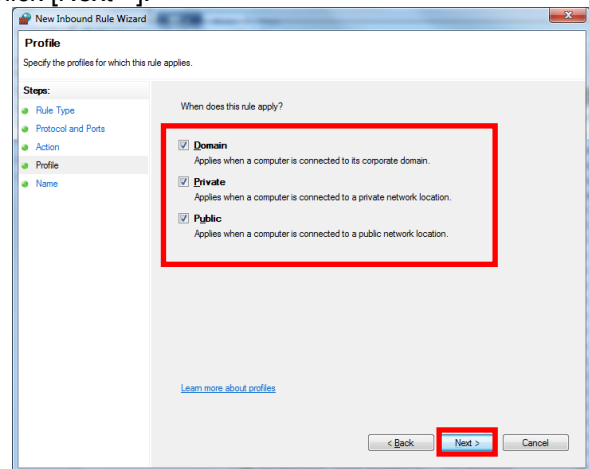 New Inbound Rule Wizard
Profile
Specify the profiles for which this rule applies.
Steps:
Rule Type
Protocol and Ports
Action
Profile
Name
When does this rule apply?
Domain
Applies when a computer is connected to its corporate domain.
Private
Applies when a computer is connected to a private network location.
Public
Applies when a computer is connected to a public network location.
Learn more about profiles
< Back Next > Cancel